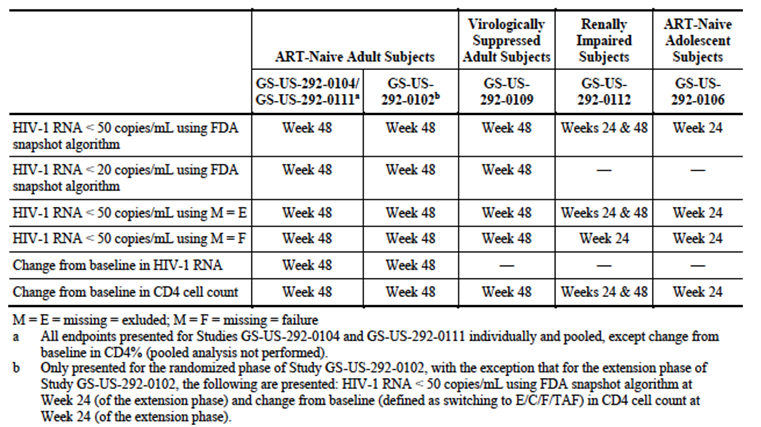 ART-Naive Adult Subjects
Virologically
Suppressed
Adult Subjects
Renally
Impaired
Subjects
ART-Naive
Adolescent
Subjects
GS-US-292-0104/
GS-US-292-0111a
GS-US-
292-0102b
GS-US-
292-0109
GS-US-
292-0112
GS-US-
292-0106
HIV-1 RNA < 50 copies/mL using FDA
snapshot algorithm
Week 48
Week 48
Week 48
Weeks 24 & 48
Week 24
HIV-1 RNA < 20 copies/mL using FDA
snapshot algorithm
Week 48
Week 48
Week 48
—
—
HIV-1 RNA < 50 copies/mL using M = E
Week 48
Week 48
Week 48
Weeks 24 & 48
Week 24
HIV-1 RNA < 50 copies/mL using M = F
Week 48
Week 48
Week 48
Week 24
Week 24
Change from baseline in HIV-1 RNA
Week 48
Week 48
—
—
—
Change from baseline in CD4 cell count
Week 48
Week 48
Week 48
Weeks 24 & 48
Week 24
M = E = missing = exluded; M = F = missing = failure
a All endpoints presented for Studies GS-US-292-0104 and GS-US-292-0111 individually and pooled, except change from
baseline in CD4% (pooled analysis not performed).
b Only presented for the randomized phase of Study GS-US-292-0102, with the exception that for the extension phase of
Study GS-US-292-0102, the following are presented: HIV-1 RNA < 50 copies/mL using FDA snapshot algorithm at
Week 24 (of the extension phase) and change from baseline (defined as switching to E/C/F/TAF) in CD4 cell count at
Week 24 (of the extension phase).